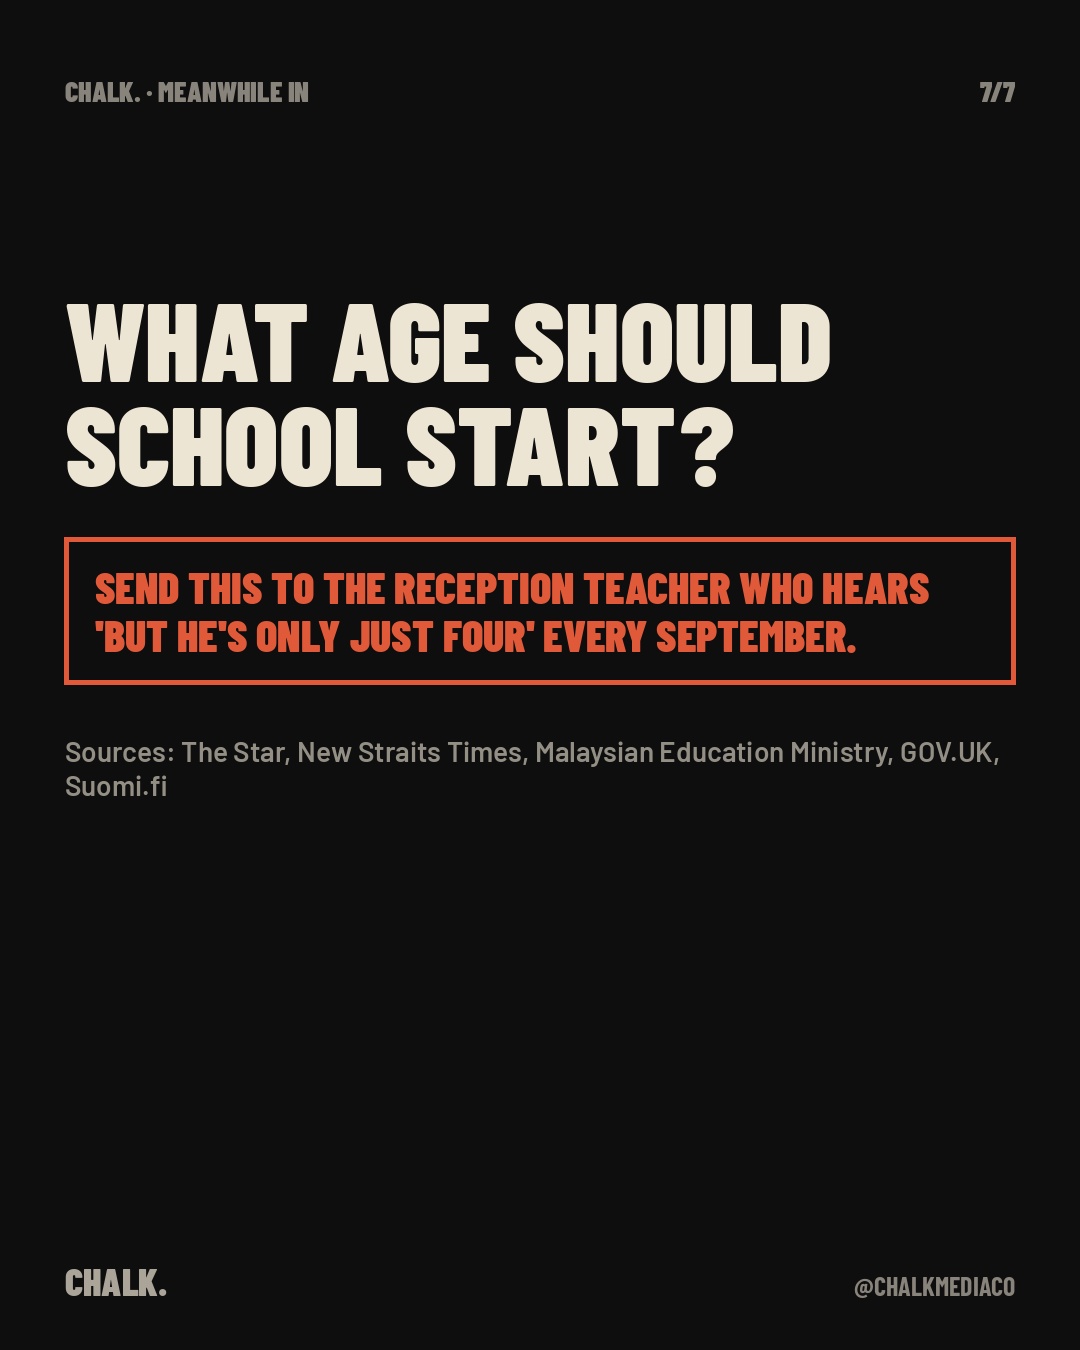 CHALK. · MEANWHILE IN
7/7
WHAT AGE SHOULD
SCHOOL START?
SEND THIS TO THE RECEPTION TEACHER WHO HEARS
'BUT HE'S ONLY JUST FOUR' EVERY SEPTEMBER.
Sources: The Star, New Straits Times, Malaysian Education Ministry, GOV.UK,
Suomi.fi
CHALK.
@CHALKMEDIACO